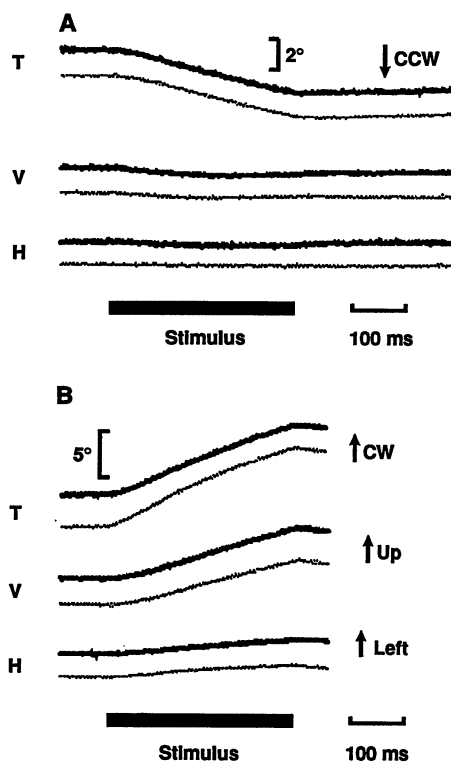 A
T
2°
CCW
V
H
Stimulus
100 ms
B
5°
CW
T
Up
V
Left
H
Stimulus
100 ms